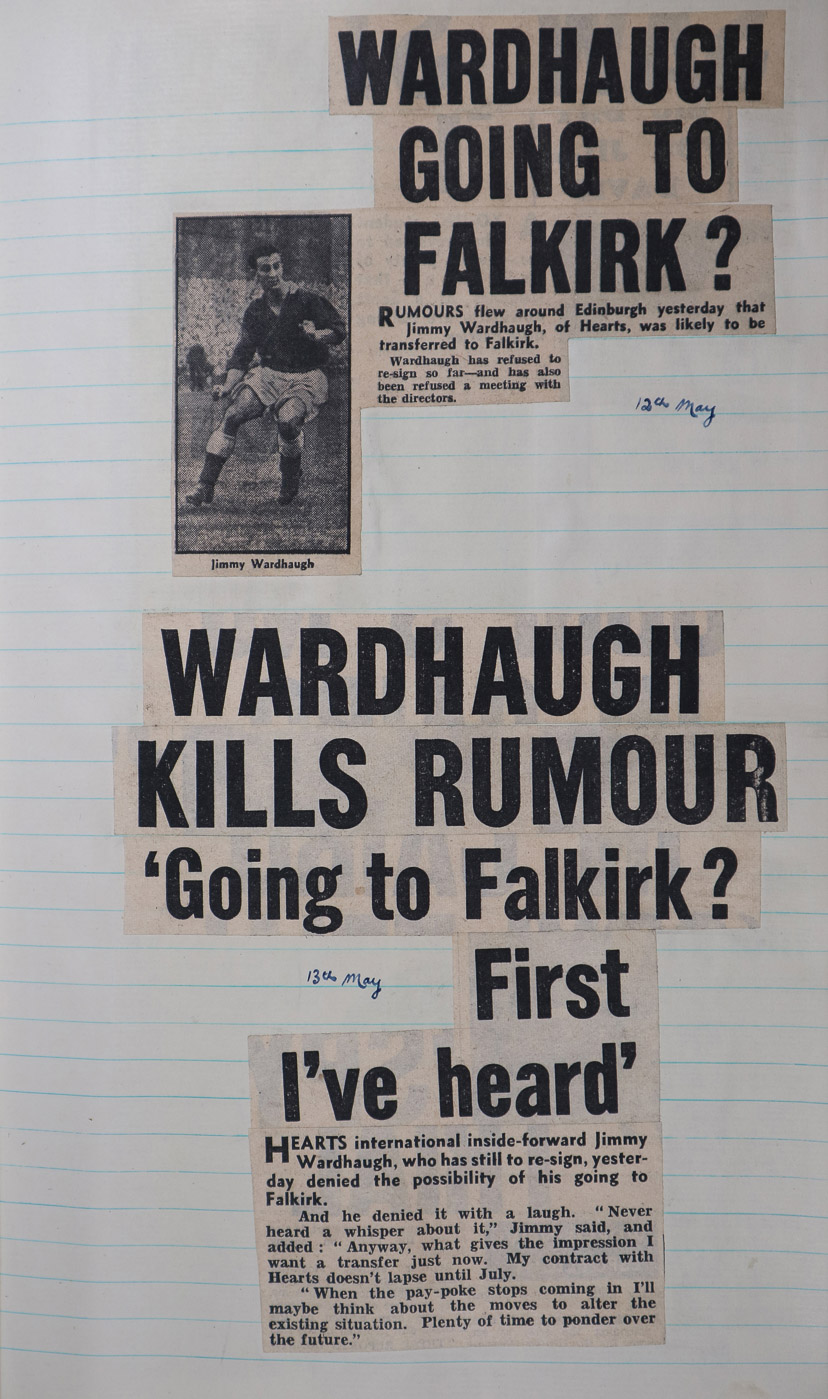 WARDHAUGH
GOING TO
FALKIRK?
RUMOURS flew around Edinburgh yesterday that
Jimmy Wardhaugh, of Hearts, was likely to be
transferred to Falkirk.
Wardhaugh has refused to
re-sign so far—and has also
been refused a meeting with
the directors.
12th May
Jimmy Wardhaugh
WARDHAUGH
KILLS RUMOUR
‘Going to Falkirk?
First
13th May
I’ve heard’
HEARTS international inside-forward Jimmy
Wardhaugh, who has still to re-sign, yester-
day denied the possibility of his going to
Falkirk.
And he denied it with a laugh. “Never
heard a whisper about it,” Jimmy said, and
added: “Anyway, what gives the impression I
want a transfer just now. My contract with
Hearts doesn’t lapse until July.
“When the pay-poke stops coming in I’ll
maybe think about the moves to alter the
existing situation. Plenty of time to ponder over
the future.”